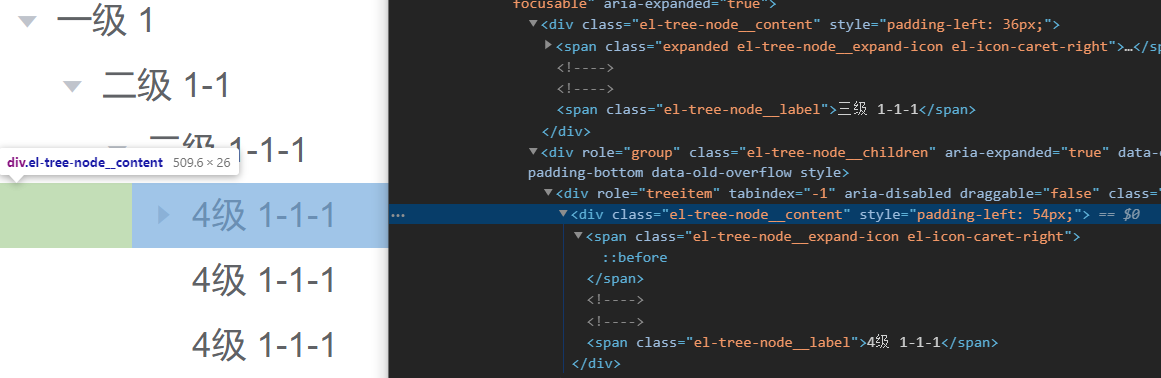 一级 1
二级 1-1
三级 1-1-1
div.el-tree-node__content 509.6 × 26
4级 1-1-1
4级 1-1-1
4级 1-1-1
focusable" aria-expanded="true">
<div class="el-tree-node__content" style="padding-left: 36px;">
<span class="expanded el-tree-node__expand-icon el-icon-caret-right">…</sp
<!---->
<!---->
<span class="el-tree-node__label">三级 1-1-1</span>
</div>
<div role="group" class="el-tree-node__children" aria-expanded="true" data-o
padding-bottom data-old-overflow style>
<div role="treeitem" tabindex="-1" aria-disabled draggable="false" class="
<div class="el-tree-node__content" style="padding-left: 54px;"> == $0
<span class="el-tree-node__expand-icon el-icon-caret-right">
::before
</span>
<!---->
<!---->
<span class="el-tree-node__label">4级 1-1-1</span>
</div>